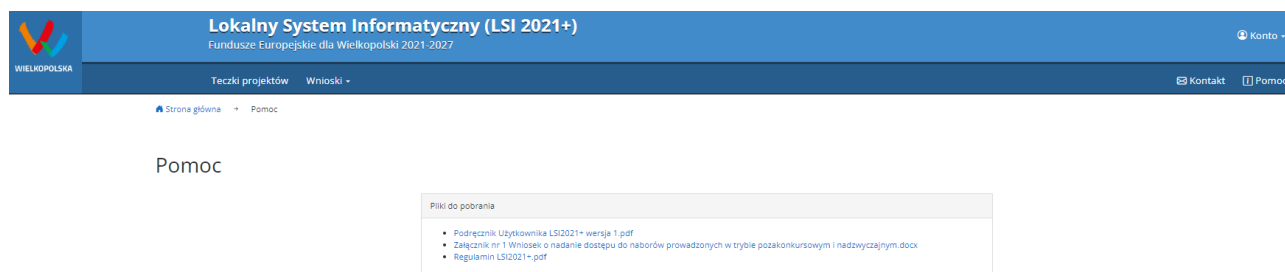 Lokalny System Informatyczny (LSI 2021+)
Fundusze Europejskie dla Wielkopolski 2021-2027
Konto
WIELKOPOLSKA
Teczki projektów Wnioski
Kontakt Pomoc
Strona główna → Pomoc
Pomoc
Pliki do pobrania
Podręcznik Użytkownika LSI2021+ wersja 1.pdf
Załącznik nr 1 Wniosek o nadanie dostępu do naborów prowadzonych w trybie pozakonkursowym i nadzwyczajnym.docx
Regulamin LSI2021+.pdf